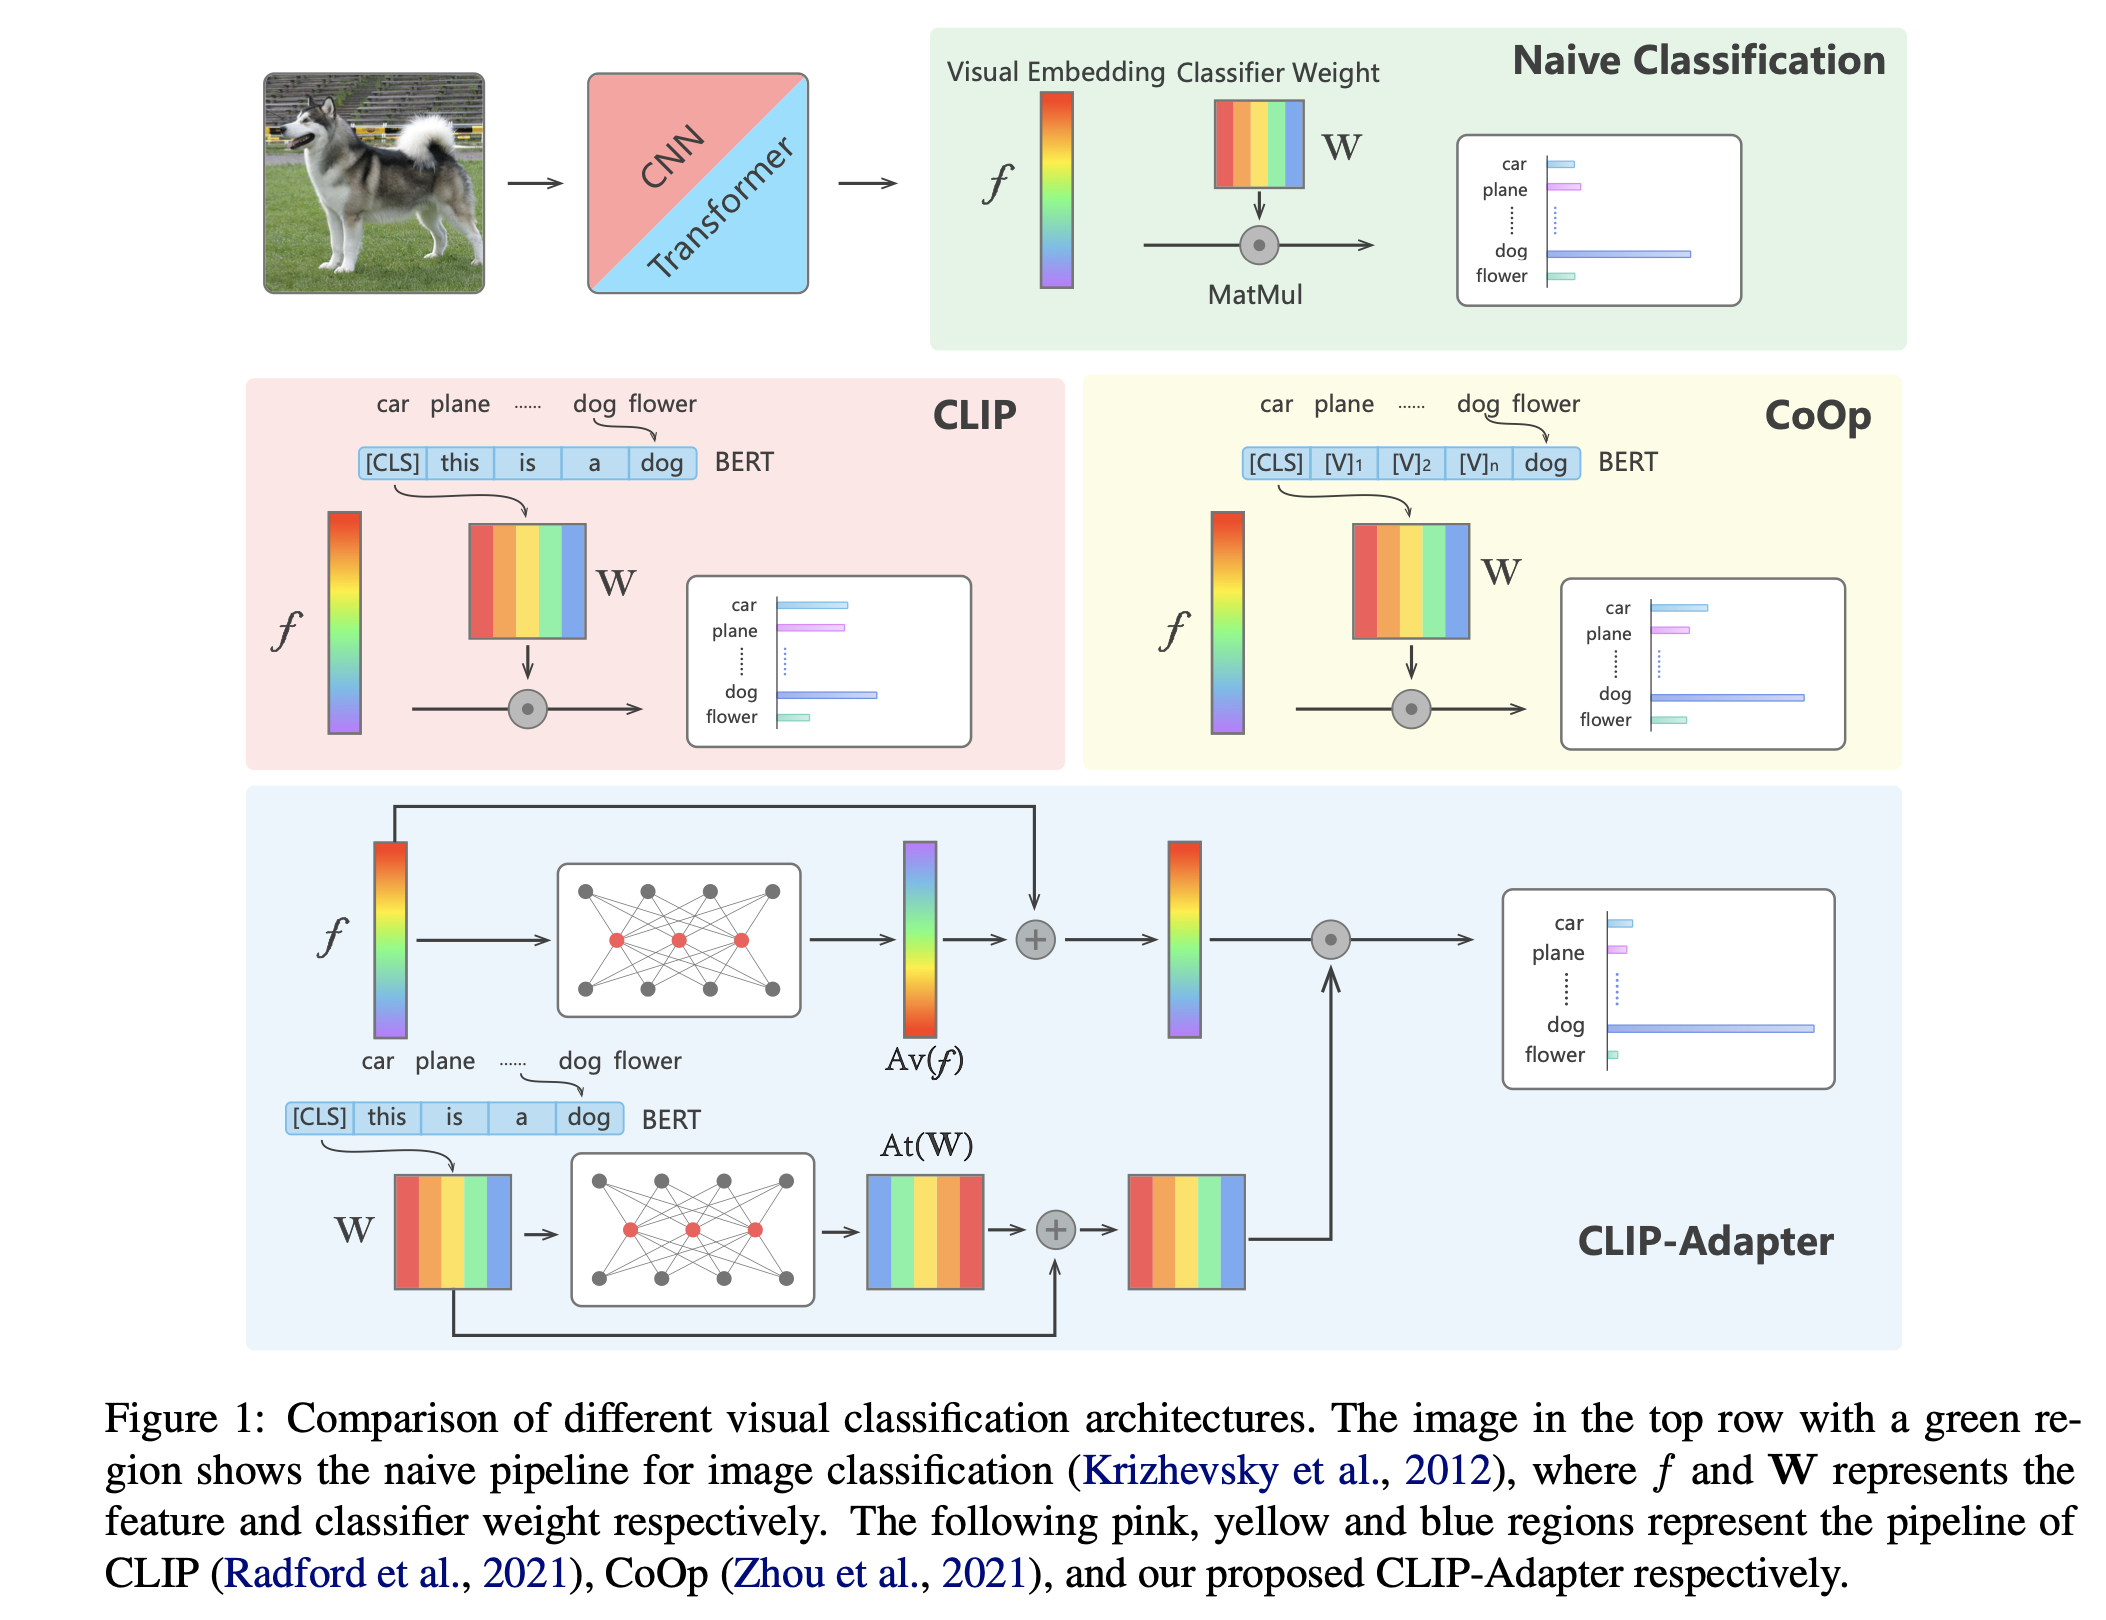 CNN
Transformer
Naive Classification
Visual Embedding Classifier Weight
f
W
MatMul
car
plane
......
dog
flower
CLIP
car plane ...... dog flower
[CLS] this is a dog BERT
f
W
car
plane
......
dog
flower
CoOp
car plane ...... dog flower
[CLS] [V]1 [V]2 [V]n dog BERT
f
W
car
plane
......
dog
flower
f
Av(f)
car plane ...... dog flower
[CLS] this is a dog BERT
W
At(W)
car
plane
......
dog
flower
CLIP-Adapter
Figure 1: Comparison of different visual classification architectures. The image in the top row with a green re-
gion shows the naive pipeline for image classification (Krizhevsky et al., 2012), where f and W represents the
feature and classifier weight respectively. The following pink, yellow and blue regions represent the pipeline of
CLIP (Radford et al., 2021), CoOp (Zhou et al., 2021), and our proposed CLIP-Adapter respectively.